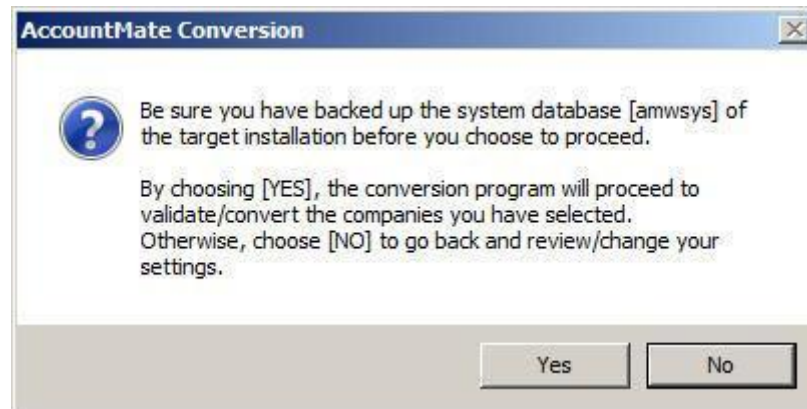 AccountMate Conversion
Be sure you have backed up the system database [amwsys] of
the target installation before you choose to proceed.
By choosing [YES], the conversion program will proceed to
validate/convert the companies you have selected.
Otherwise, choose [NO] to go back and review/change your
settings.
Yes
No